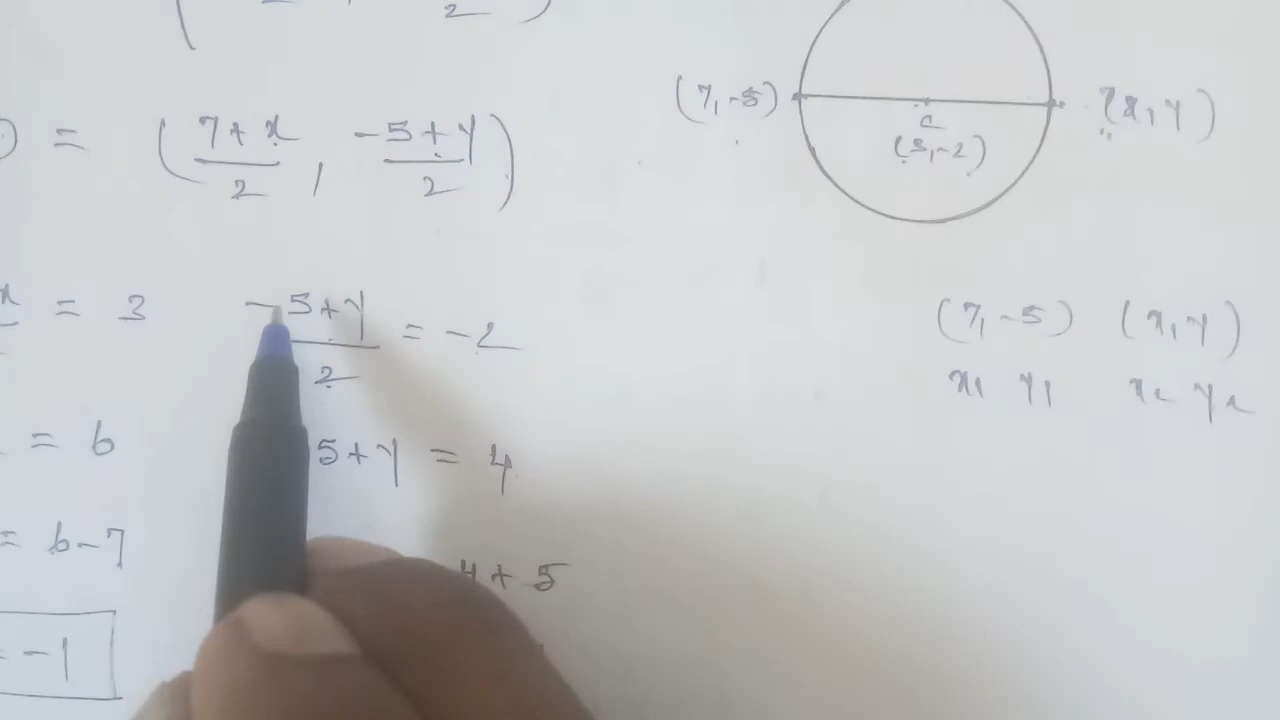 2
(7,-5)
(x,y)
c
(3,-2)
) = (7+x/2 , -5+y/2)
x = 3
-5+y/2 = -2
(7,-5) (x,y)
x1 y1 x2 y2
= 6
5+y = 4
= 6-7
4+5
= -1